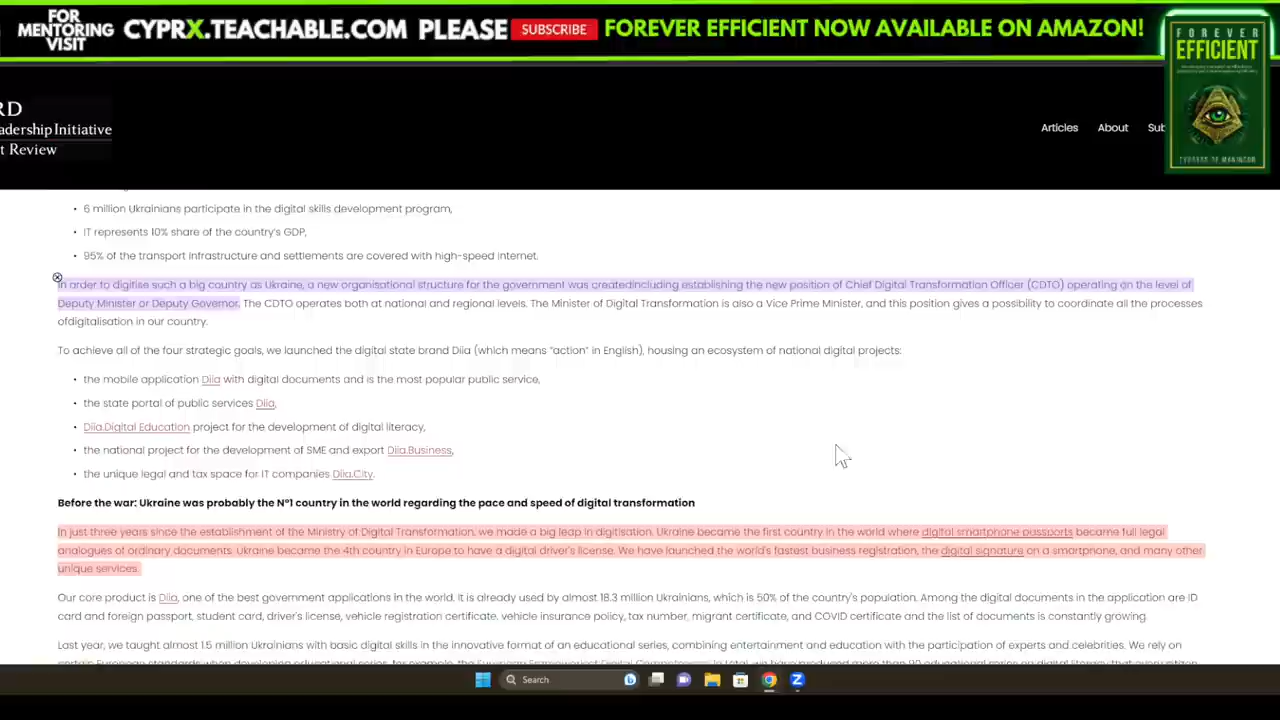 FOR
MENTORING
VISIT
CYPRX.TEACHABLE.COM PLEASE SUBSCRIBE FOREVER EFFICIENT NOW AVAILABLE ON AMAZON!
FOREVER
EFFICIENT
RD
adership Initiative
t Review
Articles About Sub
6 million Ukrainians participate in the digital skills development program,
IT represents 10% share of the country's GDP,
95% of the transport infrastructure and settlements are covered with high-speed internet.
In order to digitise such a big country as Ukraine, a new organisational structure for the government was createdincluding establishing the new position of Chief Digital Transformation Officer (CDTO) operating on the level of
Deputy Minister or Deputy Governor. The CDTO operates both at national and regional levels. The Minister of Digital Transformation is also a Vice Prime Minister, and this position gives a possibility to coordinate all the processes
ofdigitalisation in our country.
To achieve all of the four strategic goals, we launched the digital state brand Diia (which means "action" in English), housing an ecosystem of national digital projects:
the mobile application Diia with digital documents and is the most popular public service,
the state portal of public services Diia,
Diia.Digital Education project for the development of digital literacy,
the national project for the development of SME and export Diia.Business,
the unique legal and tax space for IT companies Diia.City.
Before the war: Ukraine was probably the №1 country in the world regarding the pace and speed of digital transformation
In just three years since the establishment of the Ministry of Digital Transformation, we made a big leap in digitisation. Ukraine became the first country in the world where digital smartphone passports became full legal
analogues of ordinary documents. Ukraine became the 4th country in Europe to have a digital driver's license. We have launched the world's fastest business registration, the digital signature on a smartphone, and many other
unique services.
Our core product is Diia, one of the best government applications in the world. It is already used by almost 18.3 million Ukrainians, which is 50% of the country's population. Among the digital documents in the application are ID
card and foreign passport, student card, driver's license, vehicle registration certificate. vehicle insurance policy, tax number, migrant certificate, and COVID certificate and the list of documents is constantly growing
Last year, we taught almost 1.5 million Ukrainians with basic digital skills in the innovative format of an educational series, combining entertainment and education with the participation of experts and celebrities. We rely on
Search